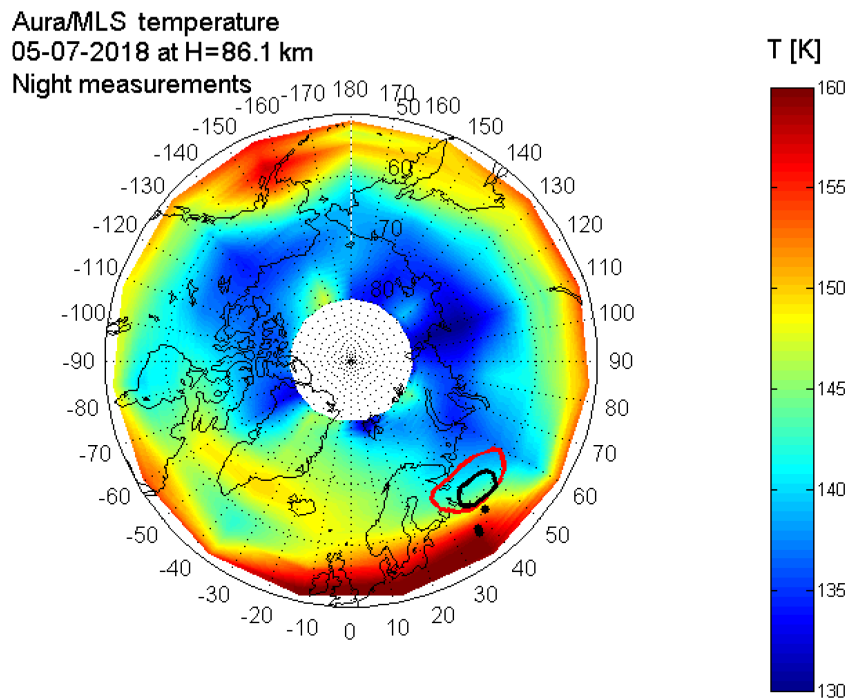 Aura/MLS temperature
05-07-2018 at H=86.1 km
Night measurements
T [K]
160
155
150
145
140
135
130
-170 180 170
-160 50 160
-150 150
-140 60 140
-130 130
-120 70 120
-110 110
80
-100 100
-90 90
-80 80
-70 70
-60 60
-50 50
-40 40
-30 30
-20 20
-10 0 10